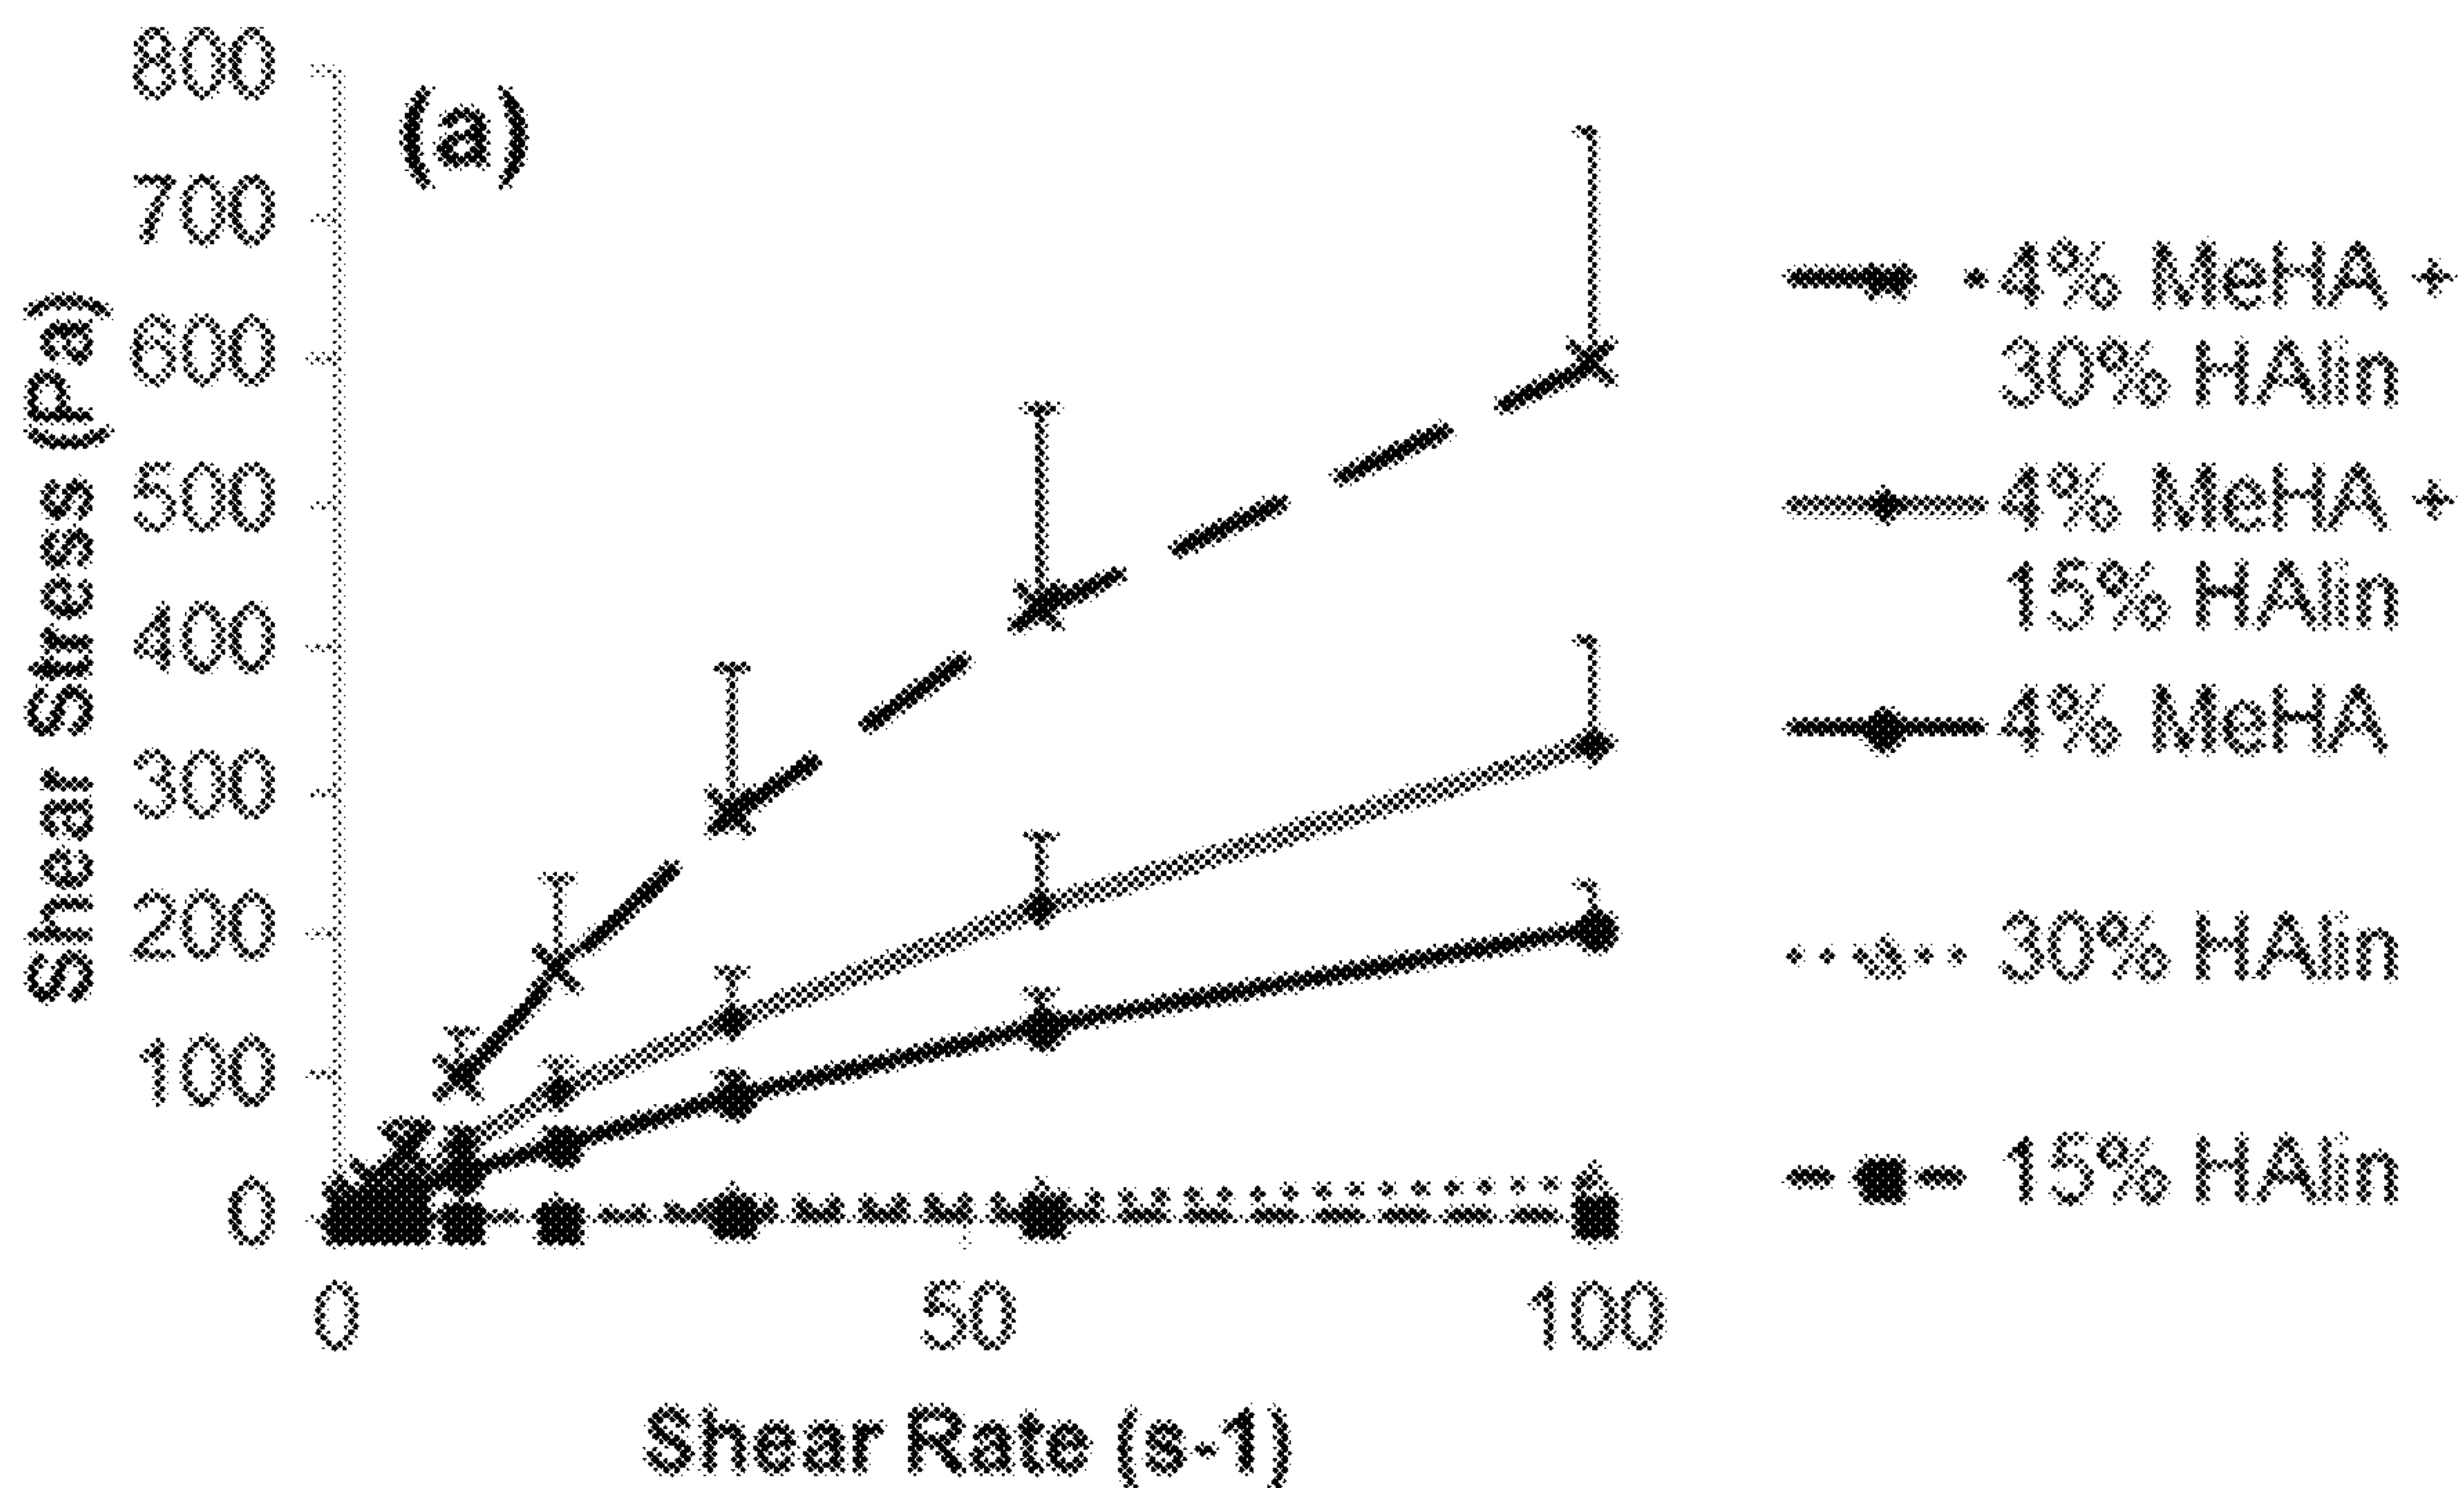 (a)
Shear Stress (Pa)
800
700
600
500
400
300
200
100
0
0 50 100
Shear Rate (s-1)
4% MeHA +
30% HAlin
4% MeHA +
15% HAlin
4% MeHA
30% HAlin
15% HAlin